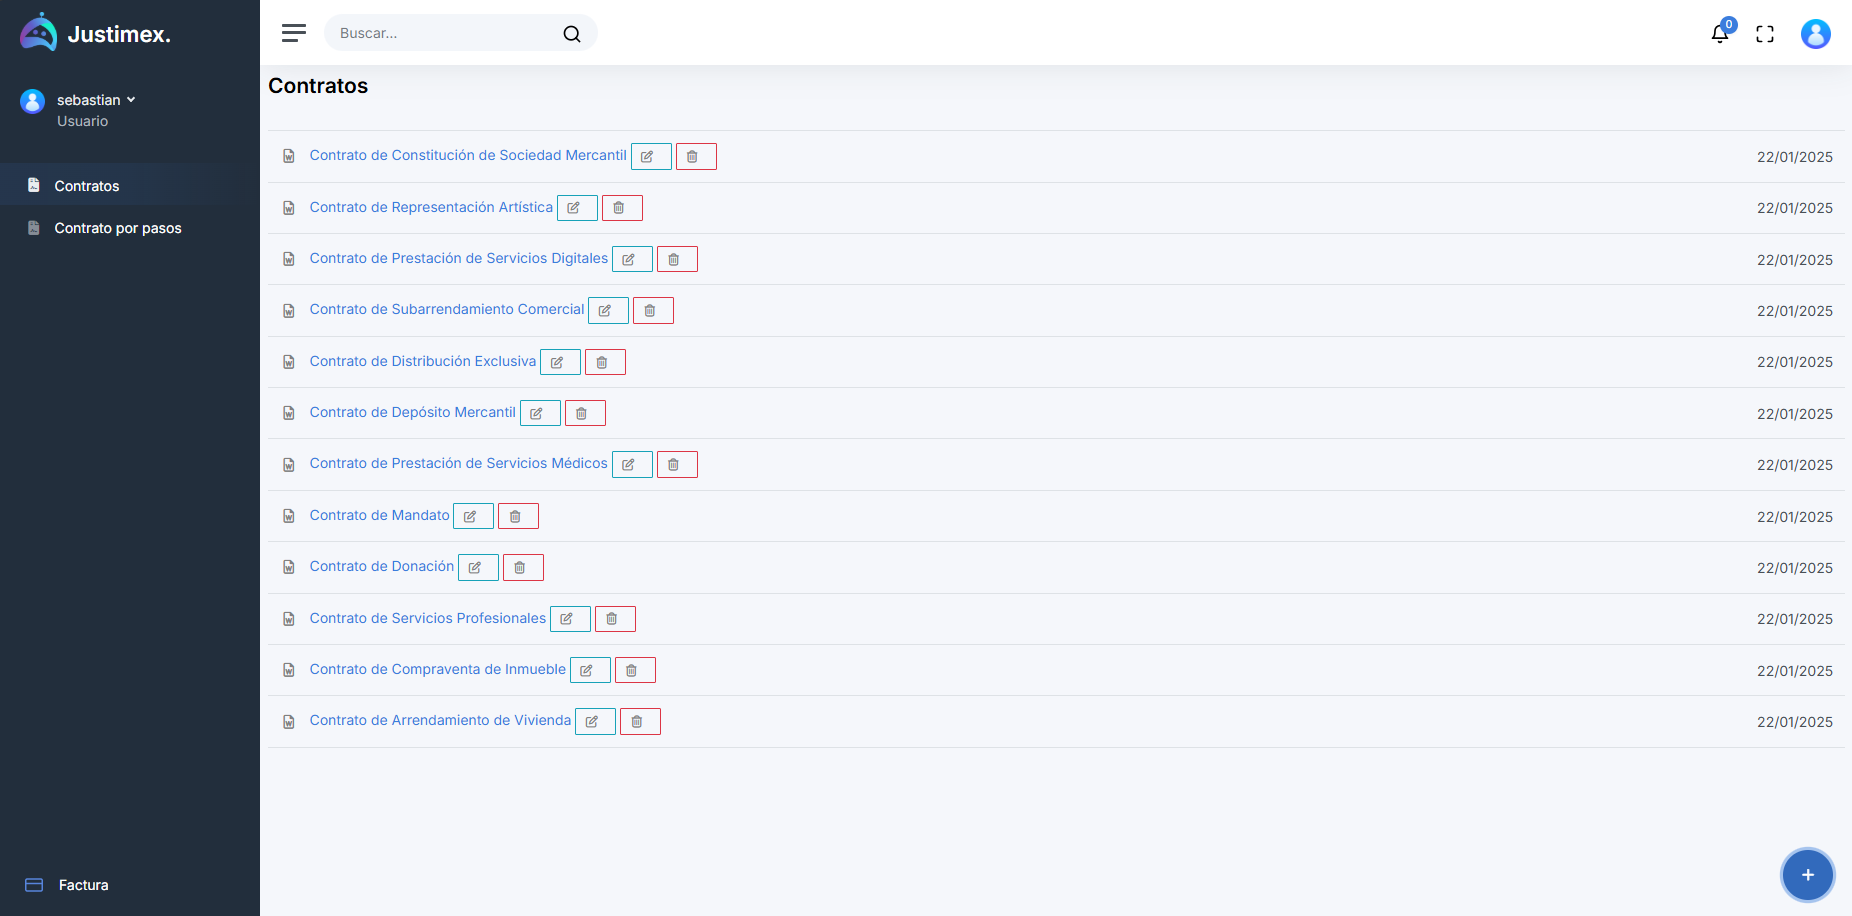 Justimex.
Buscar...
0
sebastian
Usuario
Contratos
Contrato por pasos
Factura
Contratos
Contrato de Constitución de Sociedad Mercantil 22/01/2025
Contrato de Representación Artística 22/01/2025
Contrato de Prestación de Servicios Digitales 22/01/2025
Contrato de Subarrendamiento Comercial 22/01/2025
Contrato de Distribución Exclusiva 22/01/2025
Contrato de Depósito Mercantil 22/01/2025
Contrato de Prestación de Servicios Médicos 22/01/2025
Contrato de Mandato 22/01/2025
Contrato de Donación 22/01/2025
Contrato de Servicios Profesionales 22/01/2025
Contrato de Compraventa de Inmueble 22/01/2025
Contrato de Arrendamiento de Vivienda 22/01/2025
+